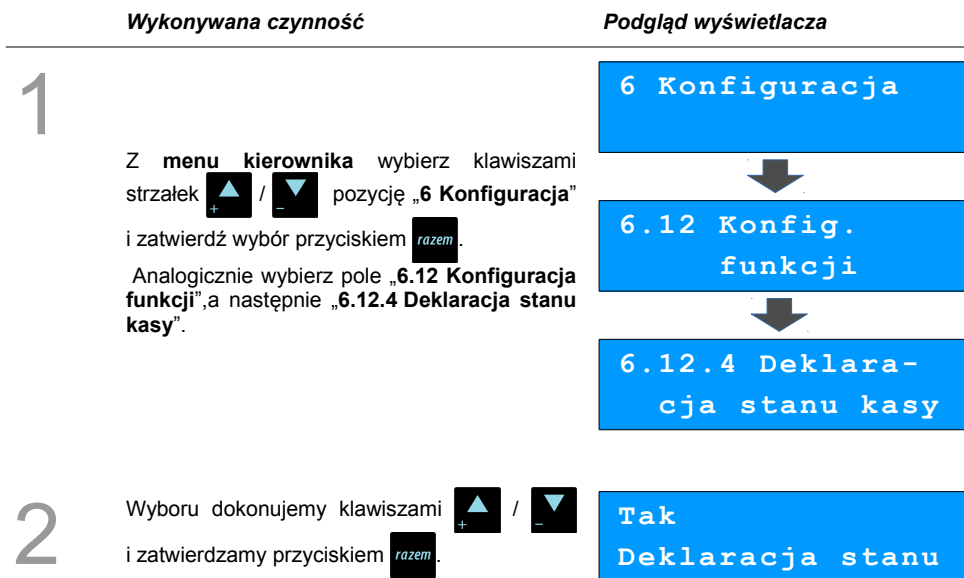 Wykonywana czynność
Podgląd wyświetlacza
1
Z menu kierownika wybierz klawiszami
strzałek + / – pozycję „6 Konfiguracja”
i zatwierdź wybór przyciskiem razem.
Analogicznie wybierz pole „6.12 Konfiguracja
funkcji”,a następnie „6.12.4 Deklaracja stanu
kasy”.
6 Konfiguracja
6.12 Konfig.
funkcji
6.12.4 Deklara-
cja stanu kasy
2
Wyboru dokonujemy klawiszami + / –
i zatwierdzamy przyciskiem razem.
Tak
Deklaracja stanu